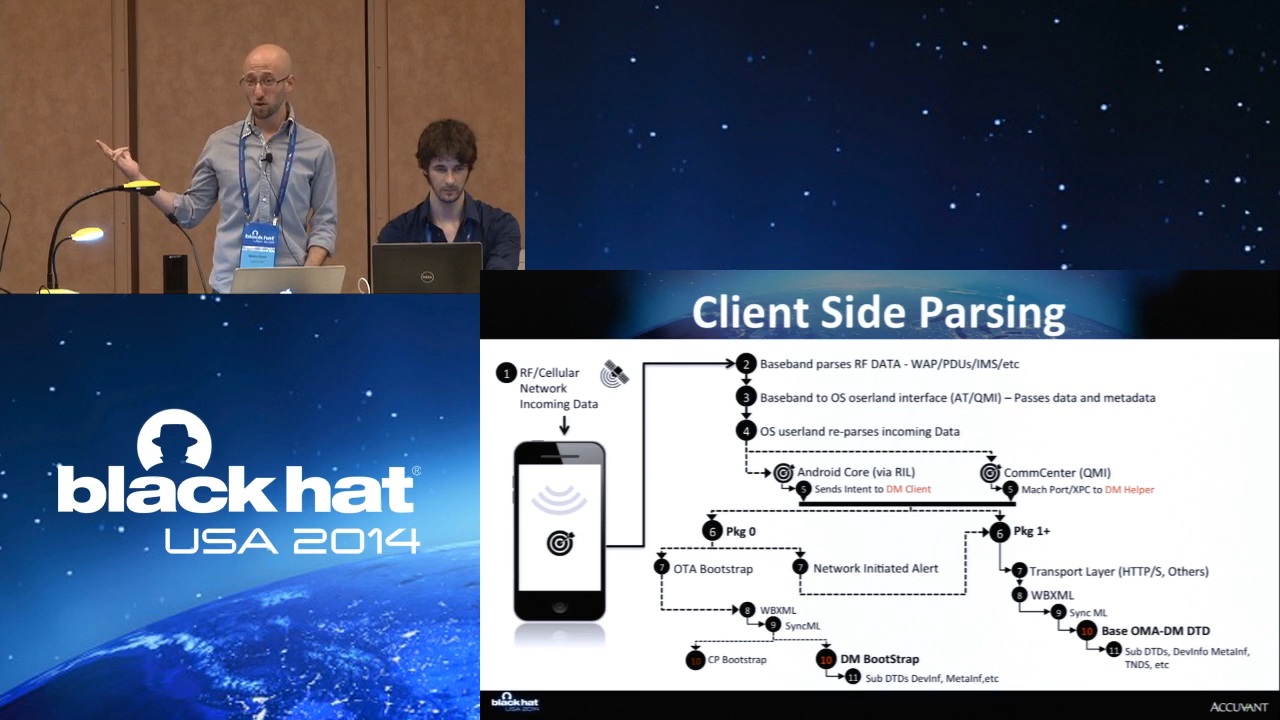 black hat
DELL
Client Side Parsing
1 RF/Cellular
Network
Incoming Data
2 Baseband parses RF DATA - WAP/PDUs/IMS/etc
3 Baseband to OS oserland interface (AT/QMI) – Passes data and metadata
4 OS userland re-parses incoming Data
Android Core (via RIL)
5 Sends Intent to DM Client
CommCenter (QMI)
5 Mach Port/XPC to DM Helper
6 Pkg 0
6 Pkg 1+
7 OTA Bootstrap
7 Network Initiated Alert
7 Transport Layer (HTTP/S, Others)
8 WBXML
9 SyncML
8 WBXML
9 Sync ML
10 CP Bootstrap
10 DM BootStrap
11 Sub DTDs DevInf, MetaInf,etc
10 Base OMA-DM DTD
11 Sub DTDs, DevInfo MetaInf,
TNDS, etc
black hat®
USA 2014
black hat
USA 2014
ACCUVANT